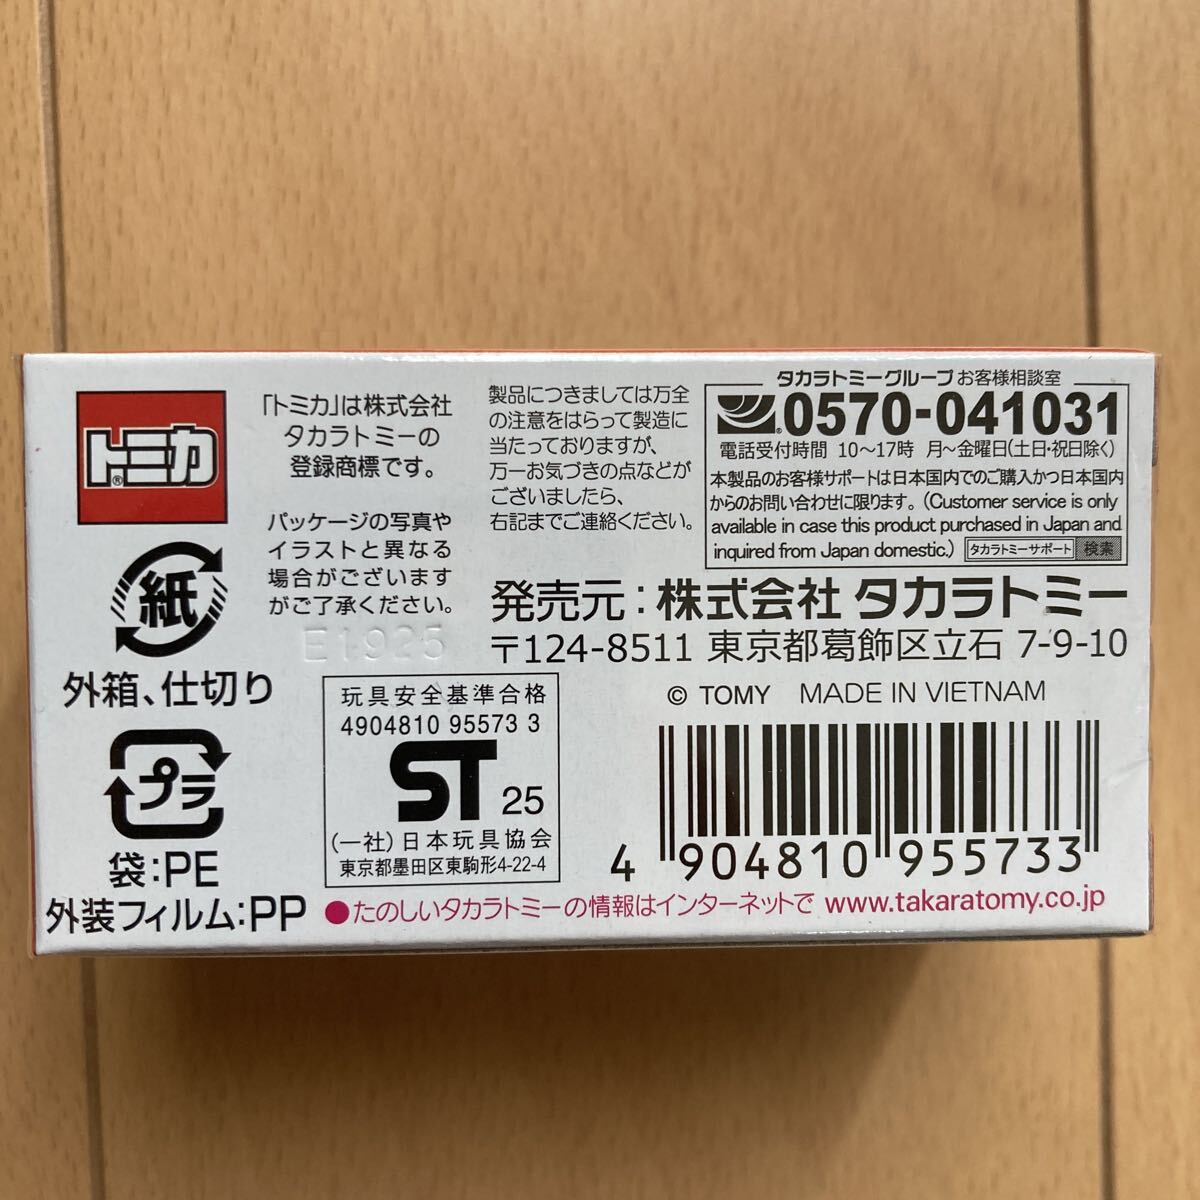 トミカ®
「トミカ」は株式会社
タカラトミーの
登録商標です。
パッケージの写真や
イラストと異なる
場合がございます
がご了承ください。
E1925
製品につきましては万全
の注意をはらって製造に
当たっておりますが、
万一お気づきの点などが
ございましたら、
右記までご連絡ください。
タカラトミーグループ お客様相談室
0570-041031
電話受付時間 10〜17時 月〜金曜日(土日・祝日除く)
本製品のお客様サポートは日本国内でのご購入かつ日本国内
からのお問い合わせに限ります。(Customer service is only
available in case this product purchased in Japan and
inquired from Japan domestic.) タカラトミーサポート 検索
発売元:株式会社 タカラトミー
〒124-8511 東京都葛飾区立石 7-9-10
© TOMY MADE IN VIETNAM
紙
外箱、仕切り
プラ
袋:PE
外装フィルム:PP
玩具安全基準合格
4904810 95573 3
ST 25
(一社)日本玩具協会
東京都墨田区東駒形4-22-4
4 904810 955733
●たのしいタカラトミーの情報はインターネットで www.takaratomy.co.jp